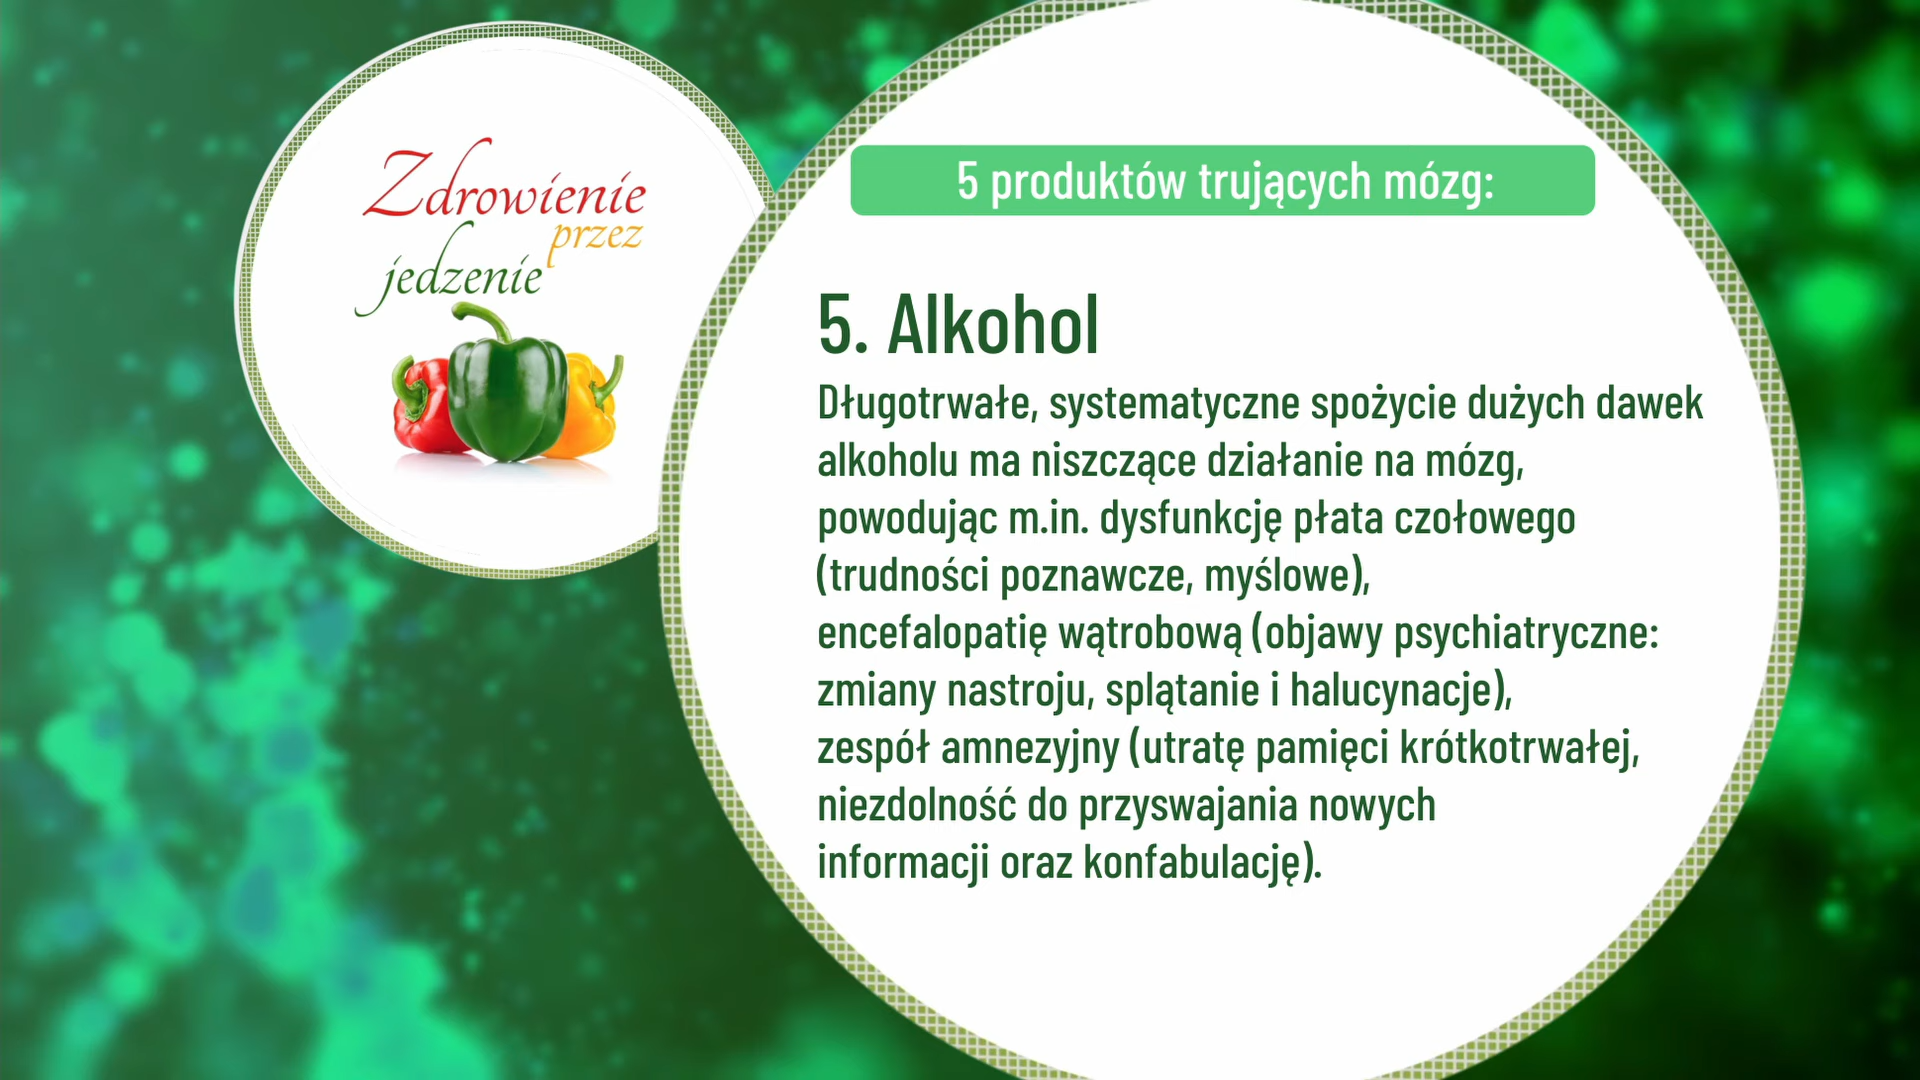 Zdrowienie
przez
jedzenie
5 produktów trujących mózg:
5. Alkohol
Długotrwałe, systematyczne spożycie dużych dawek
alkoholu ma niszczące działanie na mózg,
powodując m.in. dysfunkcję płata czołowego
(trudności poznawcze, myślowe),
encefalopatię wątrobową (objawy psychiatryczne:
zmiany nastroju, splątanie i halucynacje),
zespół amnezyjny (utratę pamięci krótkotrwałej,
niezdolność do przyswajania nowych
informacji oraz konfabulację).